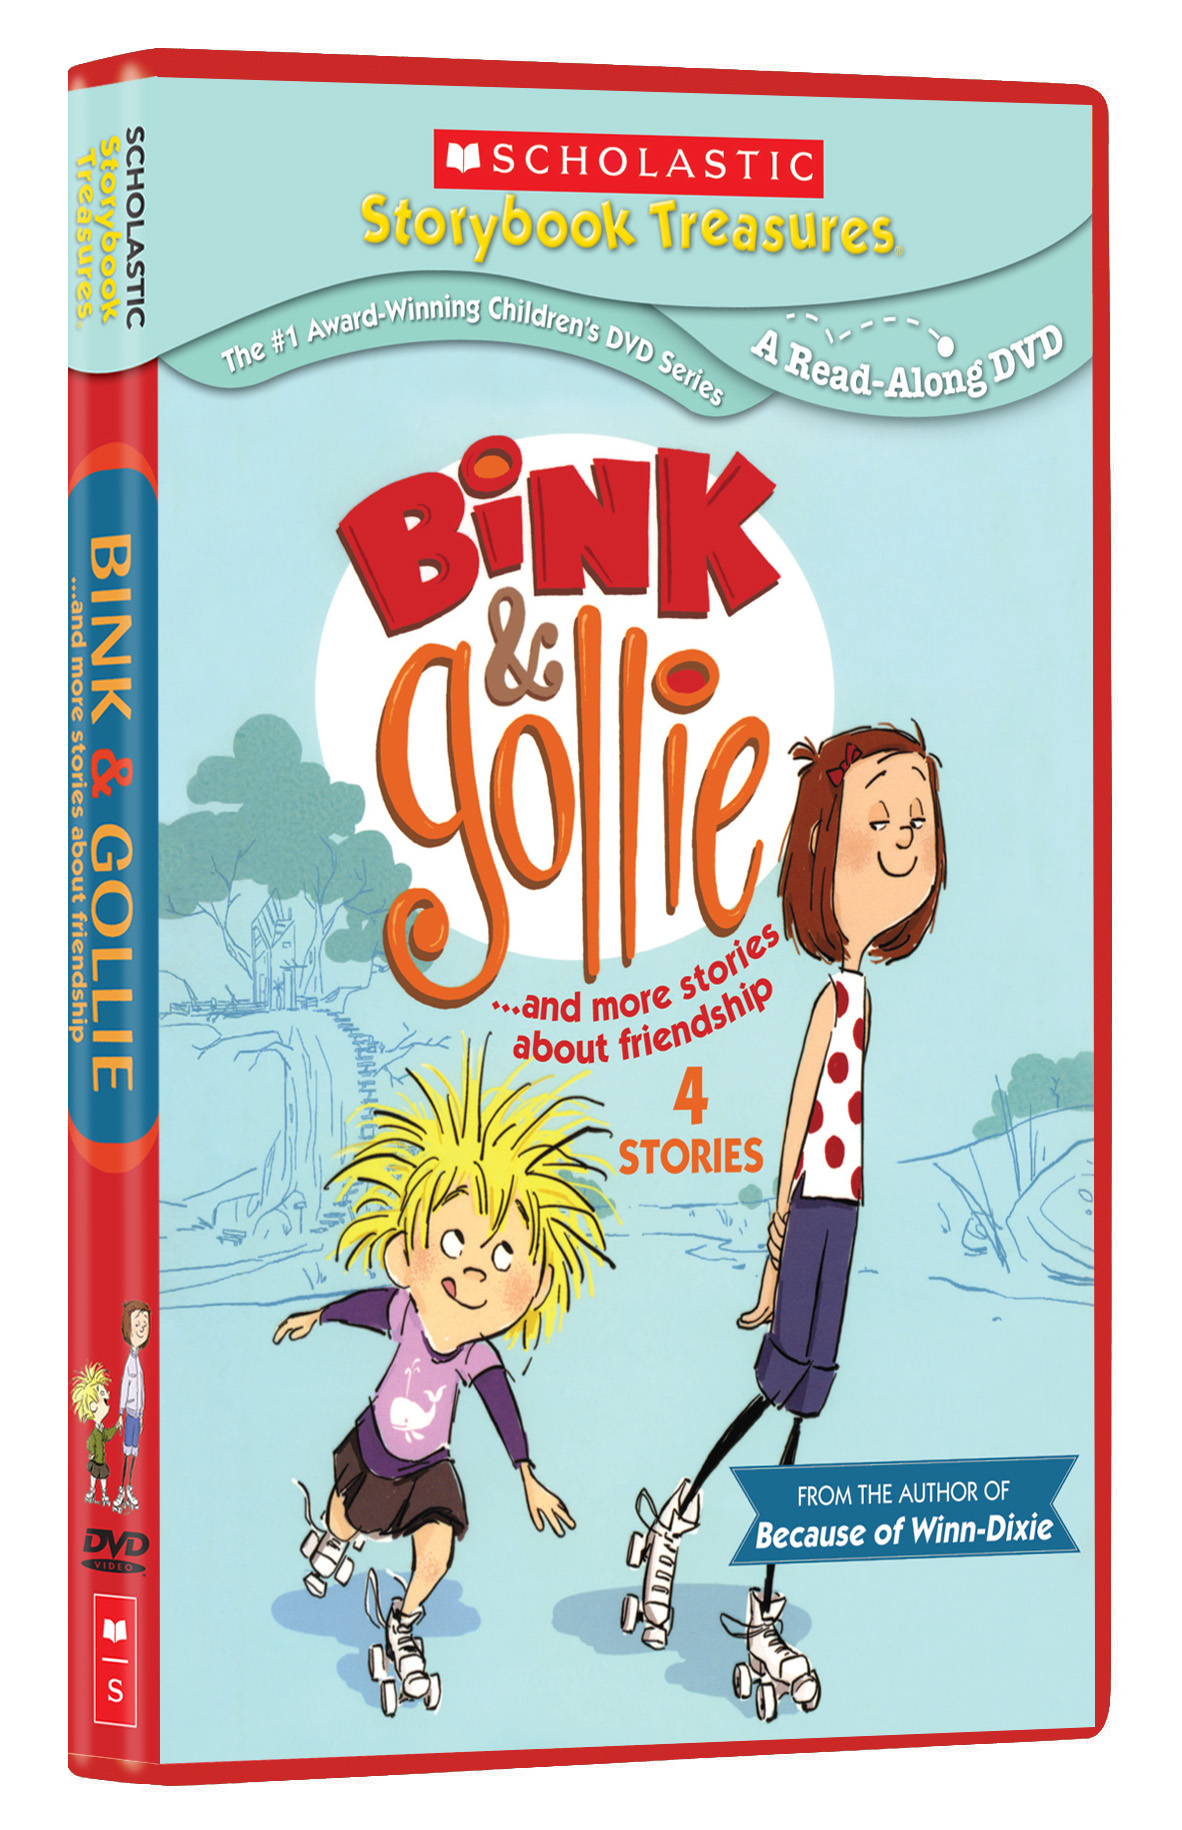 SCHOLASTIC
Storybook Treasures®
The #1 Award-Winning Children's DVD Series
A Read-Along DVD
BiNK
&
gollie
...and more stories
about friendship
4
STORIES
FROM THE AUTHOR OF
Because of Winn-Dixie
SCHOLASTIC
Storybook
Treasures®
BINK & GOLLIE
...and more stories about friendship
DVD
VIDEO
S